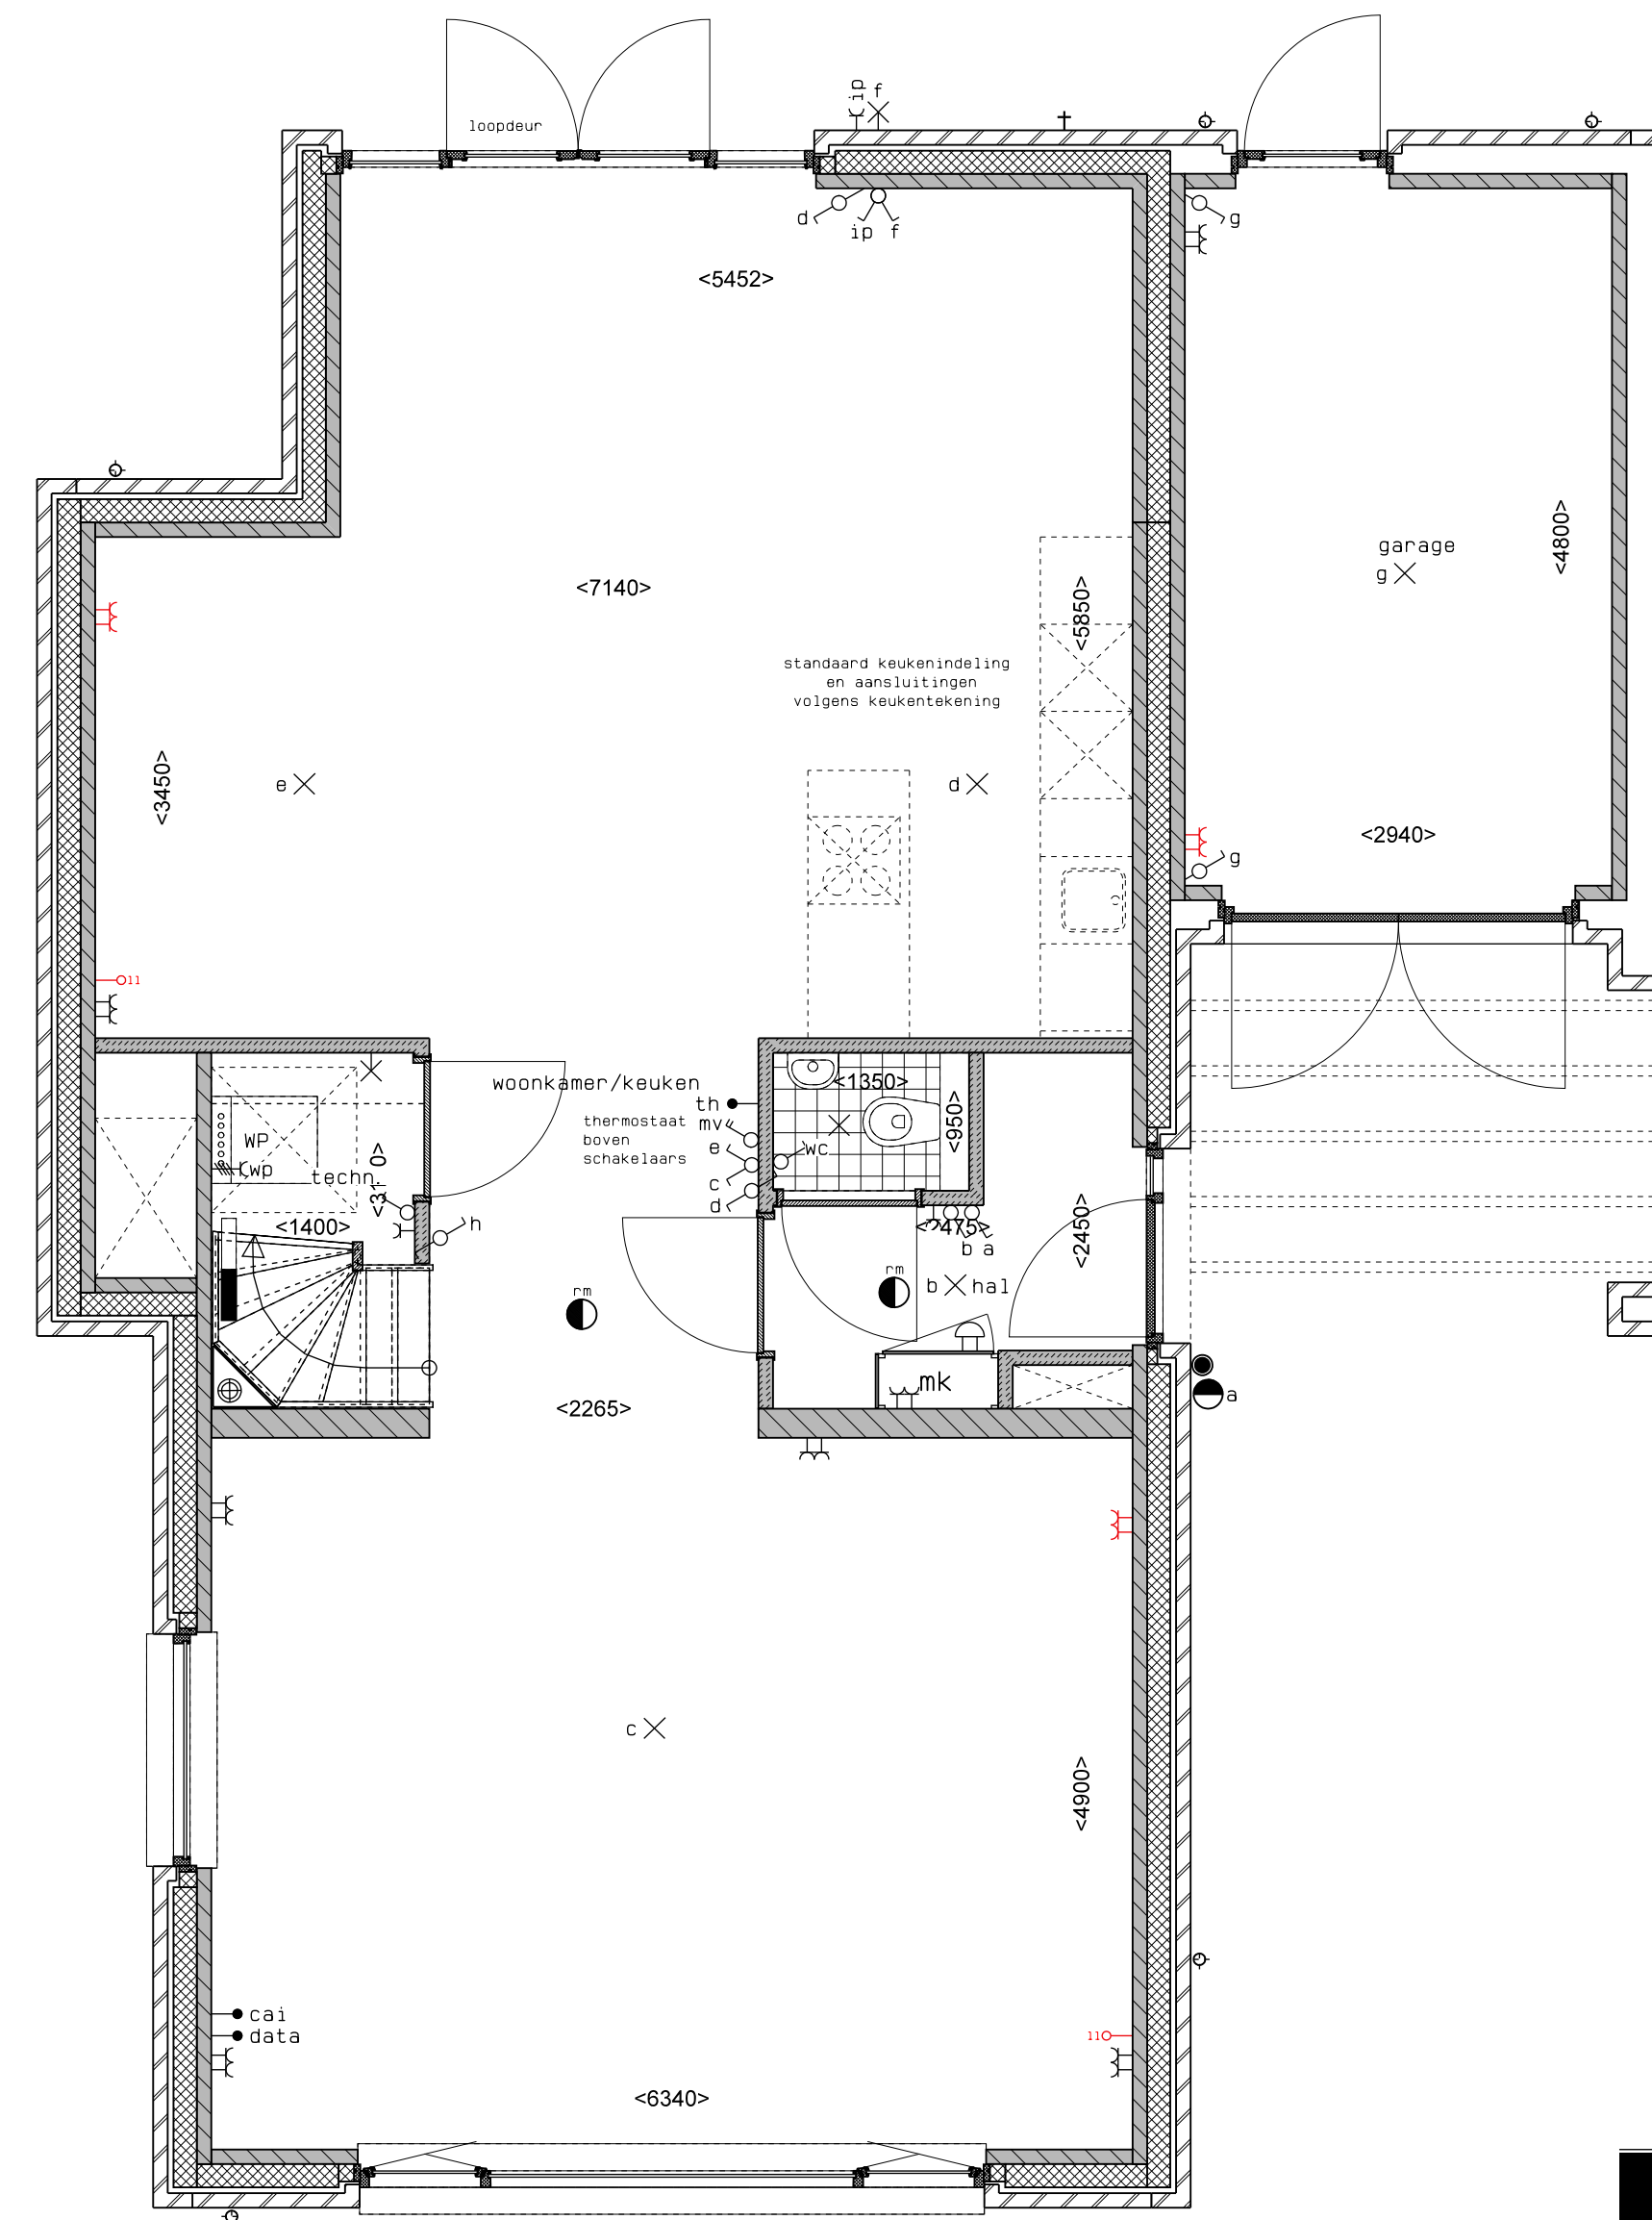 loopdeur
ip
f
d
ip f
g
<5452>
garage
g
<4800>
<7140>
<5850>
standaard keukenindeling
en aansluitingen
volgens keukentekening
<3450>
e
d
<2940>
g
11
woonkamer/keuken
thermostaat
boven
schakelaars
th
mv
e
c
d
<1350>
<950>
wc
WP
wp
techn.
<1400>
h
b a
<2450>
rm
rm
b
hal
mk
a
<2265>
c
<4900>
cai
data
11
<6340>